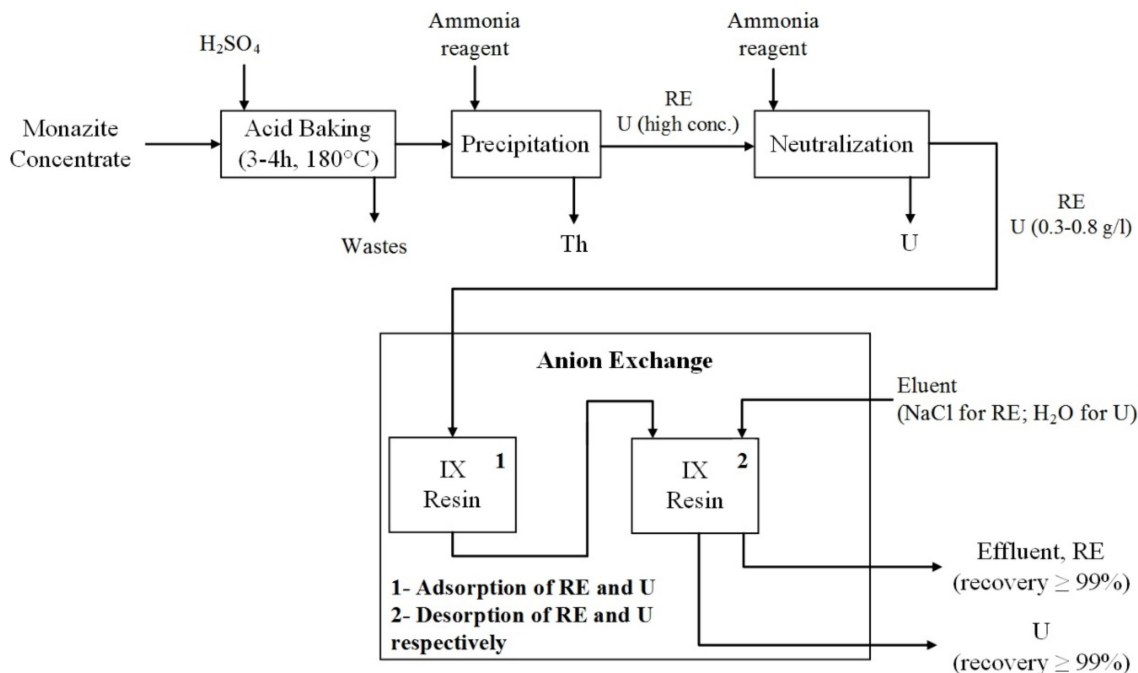 H₂SO₄
Ammonia
reagent
Ammonia
reagent
Monazite
Concentrate
Acid Baking
(3-4h, 180°C)
Precipitation
RE
U (high conc.)
Neutralization
Wastes
Th
U
RE
U (0.3-0.8 g/l)
Anion Exchange
Eluent
(NaCl for RE; H₂O for U)
IX
Resin
1
IX
Resin
2
1- Adsorption of RE and U
2- Desorption of RE and U
respectively
Effluent, RE
(recovery ≥ 99%)
U
(recovery ≥ 99%)